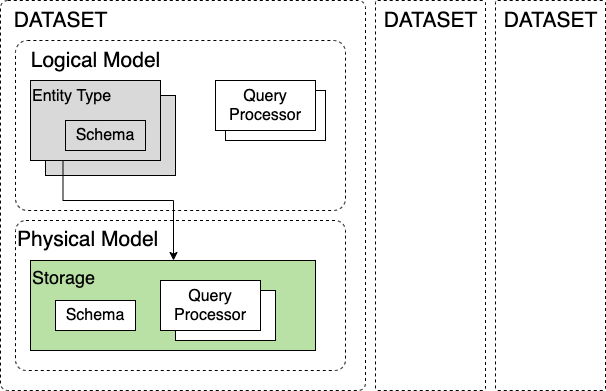 DATASET
Logical Model
Entity Type
Schema
Query
Processor
Physical Model
Storage
Schema
Query
Processor
DATASET
DATASET